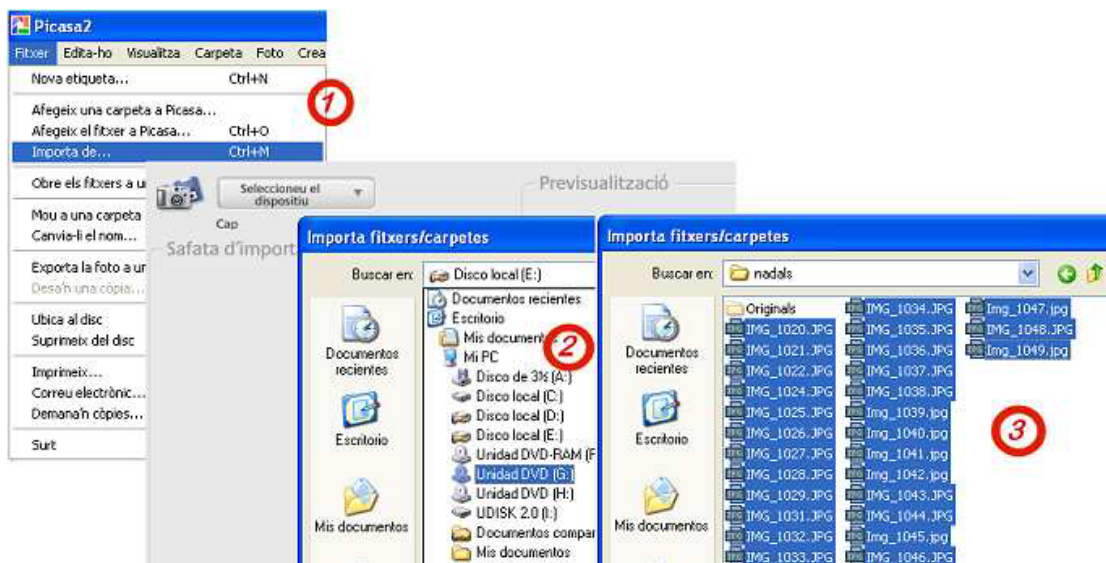 Picasa2
Fitxer Edita-ho Visualitza Carpeta Foto Crea
Nova etiqueta... Ctrl+N
Afegeix una carpeta a Picasa...
Afegeix el fitxer a Picasa... Ctrl+O
Importa de... Ctrl+M
Obre els fitxers a u
Mou a una carpeta
Canvia-li el nom...
Exporta la foto a un
Desa'n una còpia...
Ubica al disc
Suprimeix del disc
Imprimeix...
Correu electrònic...
Demana'n còpies...
Surt
1
Seleccioneu el
dispositiu
Cap
Previsualització
Safata d'import
Importa fitxers/carpetes
Buscar en: Disco local (E:)
Documentos
recientes
Escritorio
Mis documentos
Documentos recientes
Escritorio
Mis documentos
Mi PC
Disco de 3½ (A:)
Disco local (C:)
Disco local (D:)
Disco local (E:)
Unidad DVD-RAM (F
Unidad DVD (G:)
Unidad DVD (H:)
UDISK 2.0 (I:)
Documentos compar
Mis documentos
2
Importa fitxers/carpetes
Buscar en: nadals
Documentos
recientes
Escritorio
Mis documentos
Originals
IMG_1020.JPG
IMG_1021.JPG
IMG_1022.JPG
IMG_1024.JPG
IMG_1025.JPG
IMG_1026.JPG
IMG_1027.JPG
IMG_1028.JPG
IMG_1029.JPG
IMG_1031.JPG
IMG_1032.JPG
IMG_1033.JPG
IMG_1034.JPG
IMG_1035.JPG
IMG_1036.JPG
IMG_1037.JPG
IMG_1038.JPG
Img_1039.jpg
Img_1040.jpg
Img_1041.jpg
Img_1042.jpg
IMG_1043.JPG
IMG_1044.JPG
Img_1045.jpg
IMG_1046.JPG
Img_1047.jpg
IMG_1048.JPG
Img_1049.jpg
3